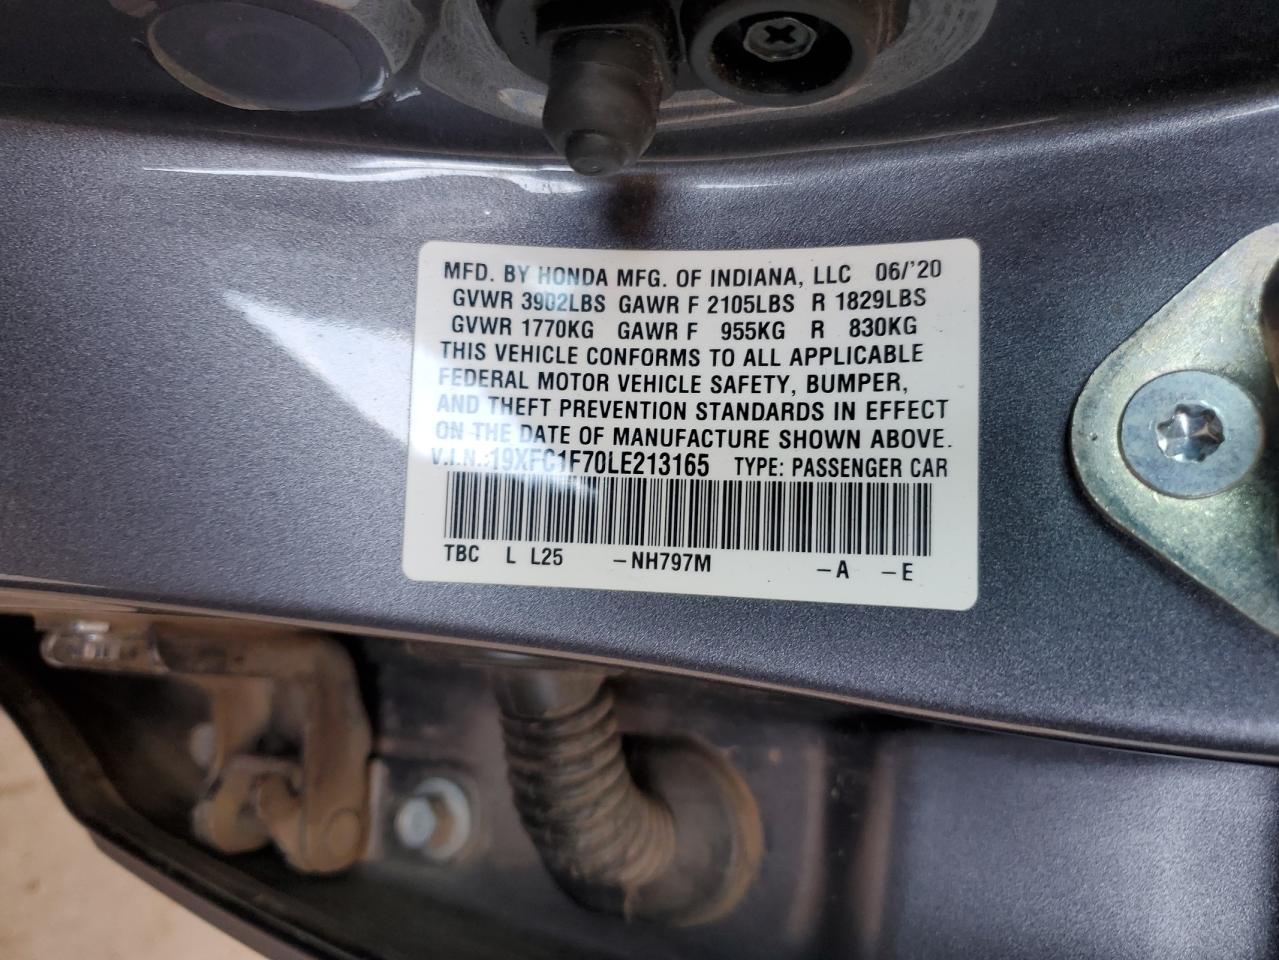 MFD. BY HONDA MFG. OF INDIANA, LLC 06/'20
GVWR 3902LBS GAWR F 2105LBS R 1829LBS
GVWR 1770KG GAWR F 955KG R 830KG
THIS VEHICLE CONFORMS TO ALL APPLICABLE
FEDERAL MOTOR VEHICLE SAFETY, BUMPER,
AND THEFT PREVENTION STANDARDS IN EFFECT
ON THE DATE OF MANUFACTURE SHOWN ABOVE.
V.I.N.:19XFC1F70LE213165 TYPE: PASSENGER CAR
TBC L L25 -NH797M -A -E